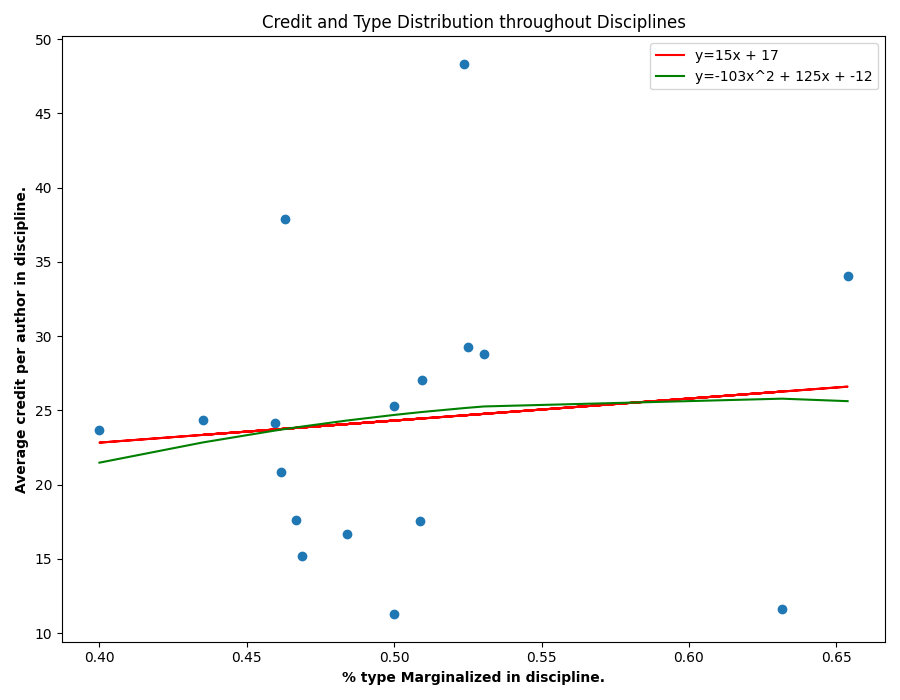 Credit and Type Distribution throughout Disciplines
y=15x + 17
y=-103x^2 + 125x + -12
50
45
40
35
30
25
20
15
10
Average credit per author in discipline.
0.40 0.45 0.50 0.55 0.60 0.65
% type Marginalized in discipline.